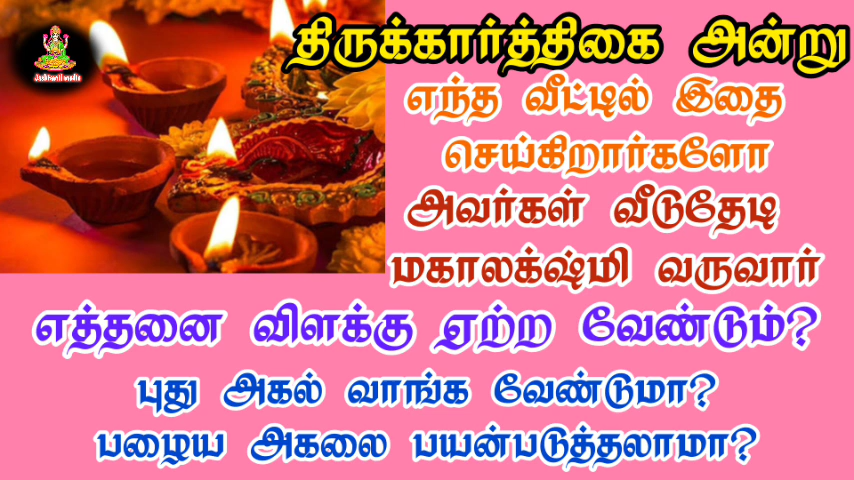 திருக்கார்த்திகை அன்று
எந்த வீட்டில் இதை
செய்கிறார்களோ
அவர்கள் வீடுதேடி
மகாலக்ஷ்மி வருவார்
எத்தனை விளக்கு ஏற்ற வேண்டும்?
புது அகல் வாங்க வேண்டுமா?
பழைய அகலை பயன்படுத்தலாமா?